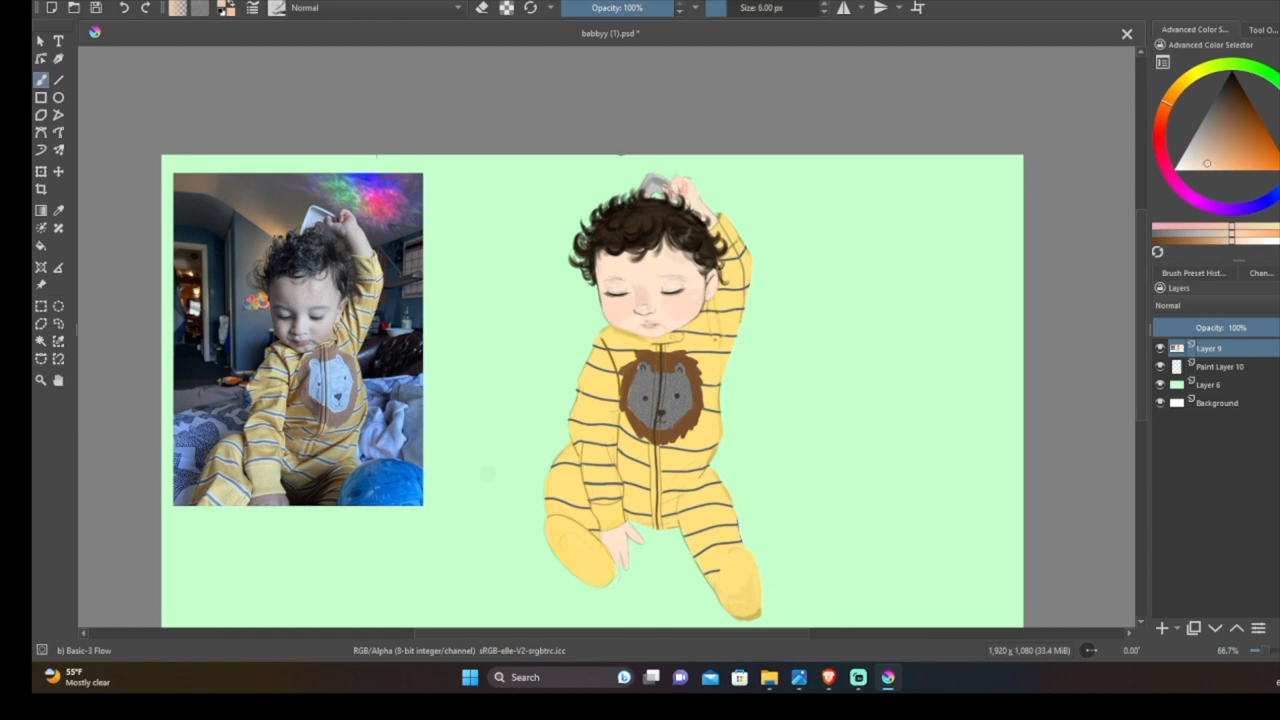 Normal
Opacity: 100%
Size: 6.00 px
babbyy (1).psd *
Advanced Color S...
Tool O...
Advanced Color Selector
Brush Preset Hist...
Chan...
Layers
Normal
Opacity: 100%
Layer 9
Paint Layer 10
Layer 6
Background
b) Basic-3 Flow
RGB/Alpha (8-bit integer/channel) sRGB-elle-V2-srgbtrc.icc
1,920 x 1,080 (33.4 MiB)
0.00°
66.7%
55°F
Mostly clear
Search